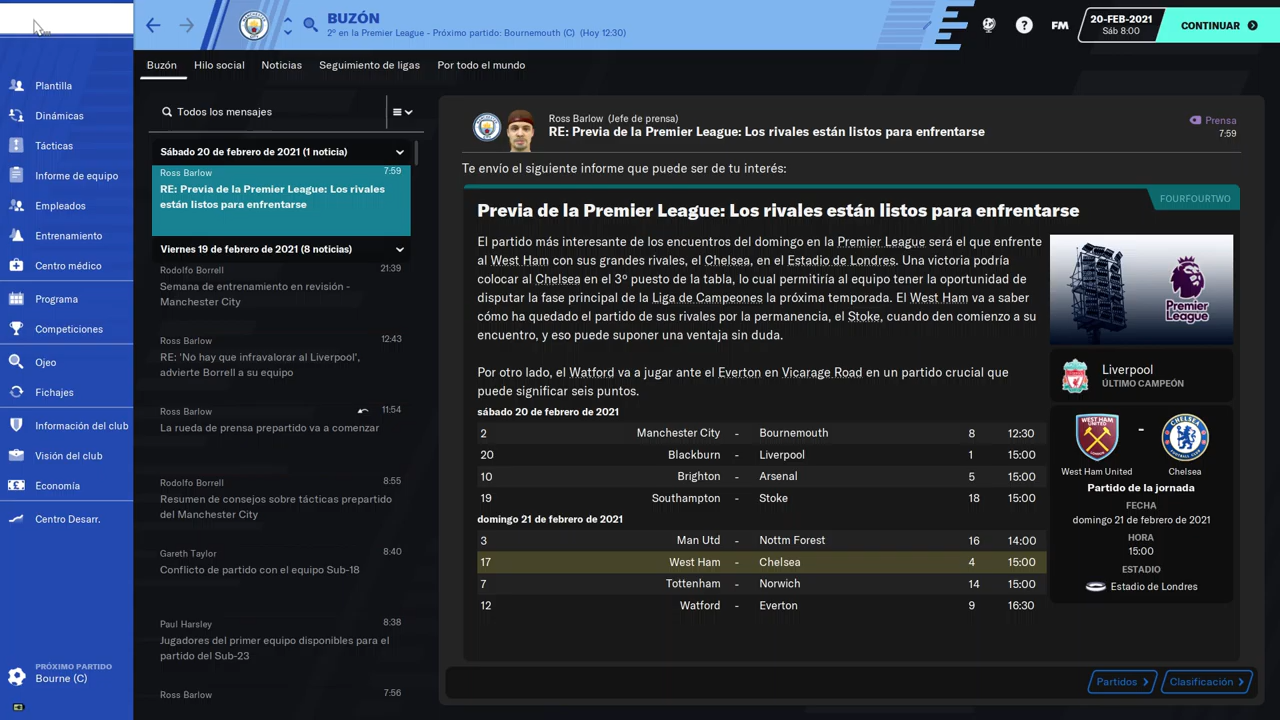 BUZÓN
2º en la Premier League - Próximo partido: Bournemouth (C) (Hoy 12:30)
FM
20-FEB-2021
Sáb 8:00
CONTINUAR
Plantilla
Dinámicas
Tácticas
Informe de equipo
Empleados
Entrenamiento
Centro médico
Programa
Competiciones
Ojeo
Fichajes
Información del club
Visión del club
Economía
Centro Desarr.
PRÓXIMO PARTIDO
Bourne (C)
Buzón
Hilo social
Noticias
Seguimiento de ligas
Por todo el mundo
Todos los mensajes
Sábado 20 de febrero de 2021 (1 noticia)
Ross Barlow 7:59
RE: Previa de la Premier League: Los rivales
están listos para enfrentarse
Viernes 19 de febrero de 2021 (8 noticias)
Rodolfo Borrell 21:39
Semana de entrenamiento en revisión -
Manchester City
Ross Barlow 12:43
RE: 'No hay que infravalorar al Liverpool',
advierte Borrell a su equipo
Ross Barlow 11:54
La rueda de prensa prepartido va a comenzar
Rodolfo Borrell 8:55
Resumen de consejos sobre tácticas prepartido
del Manchester City
Gareth Taylor 8:40
Conflicto de partido con el equipo Sub-18
Paul Harsley 8:38
Jugadores del primer equipo disponibles para el
partido del Sub-23
Ross Barlow 7:56
Ross Barlow (Jefe de prensa)
RE: Previa de la Premier League: Los rivales están listos para enfrentarse
Prensa
7:59
Te envío el siguiente informe que puede ser de tu interés:
FOURFOURTWO
Previa de la Premier League: Los rivales están listos para enfrentarse
El partido más interesante de los encuentros del domingo en la Premier League será el que enfrente
al West Ham con sus grandes rivales, el Chelsea, en el Estadio de Londres. Una victoria podría
colocar al Chelsea en el 3º puesto de la tabla, lo cual permitiría al equipo tener la oportunidad de
disputar la fase principal de la Liga de Campeones la próxima temporada. El West Ham va a saber
cómo ha quedado el partido de sus rivales por la permanencia, el Stoke, cuando den comienzo a su
encuentro, y eso puede suponer una ventaja sin duda.
Por otro lado, el Watford va a jugar ante el Everton en Vicarage Road en un partido crucial que
puede significar seis puntos.
sábado 20 de febrero de 2021
2 Manchester City - Bournemouth 8 12:30
20 Blackburn - Liverpool 1 15:00
10 Brighton - Arsenal 5 15:00
19 Southampton - Stoke 18 15:00
domingo 21 de febrero de 2021
3 Man Utd - Nottm Forest 16 14:00
17 West Ham - Chelsea 4 15:00
7 Tottenham - Norwich 14 15:00
12 Watford - Everton 9 16:30
Premier
League
Liverpool
ÚLTIMO CAMPEÓN
-
West Ham United
Chelsea
Partido de la jornada
FECHA
domingo 21 de febrero de 2021
HORA
15:00
ESTADIO
Estadio de Londres
Partidos
Clasificación